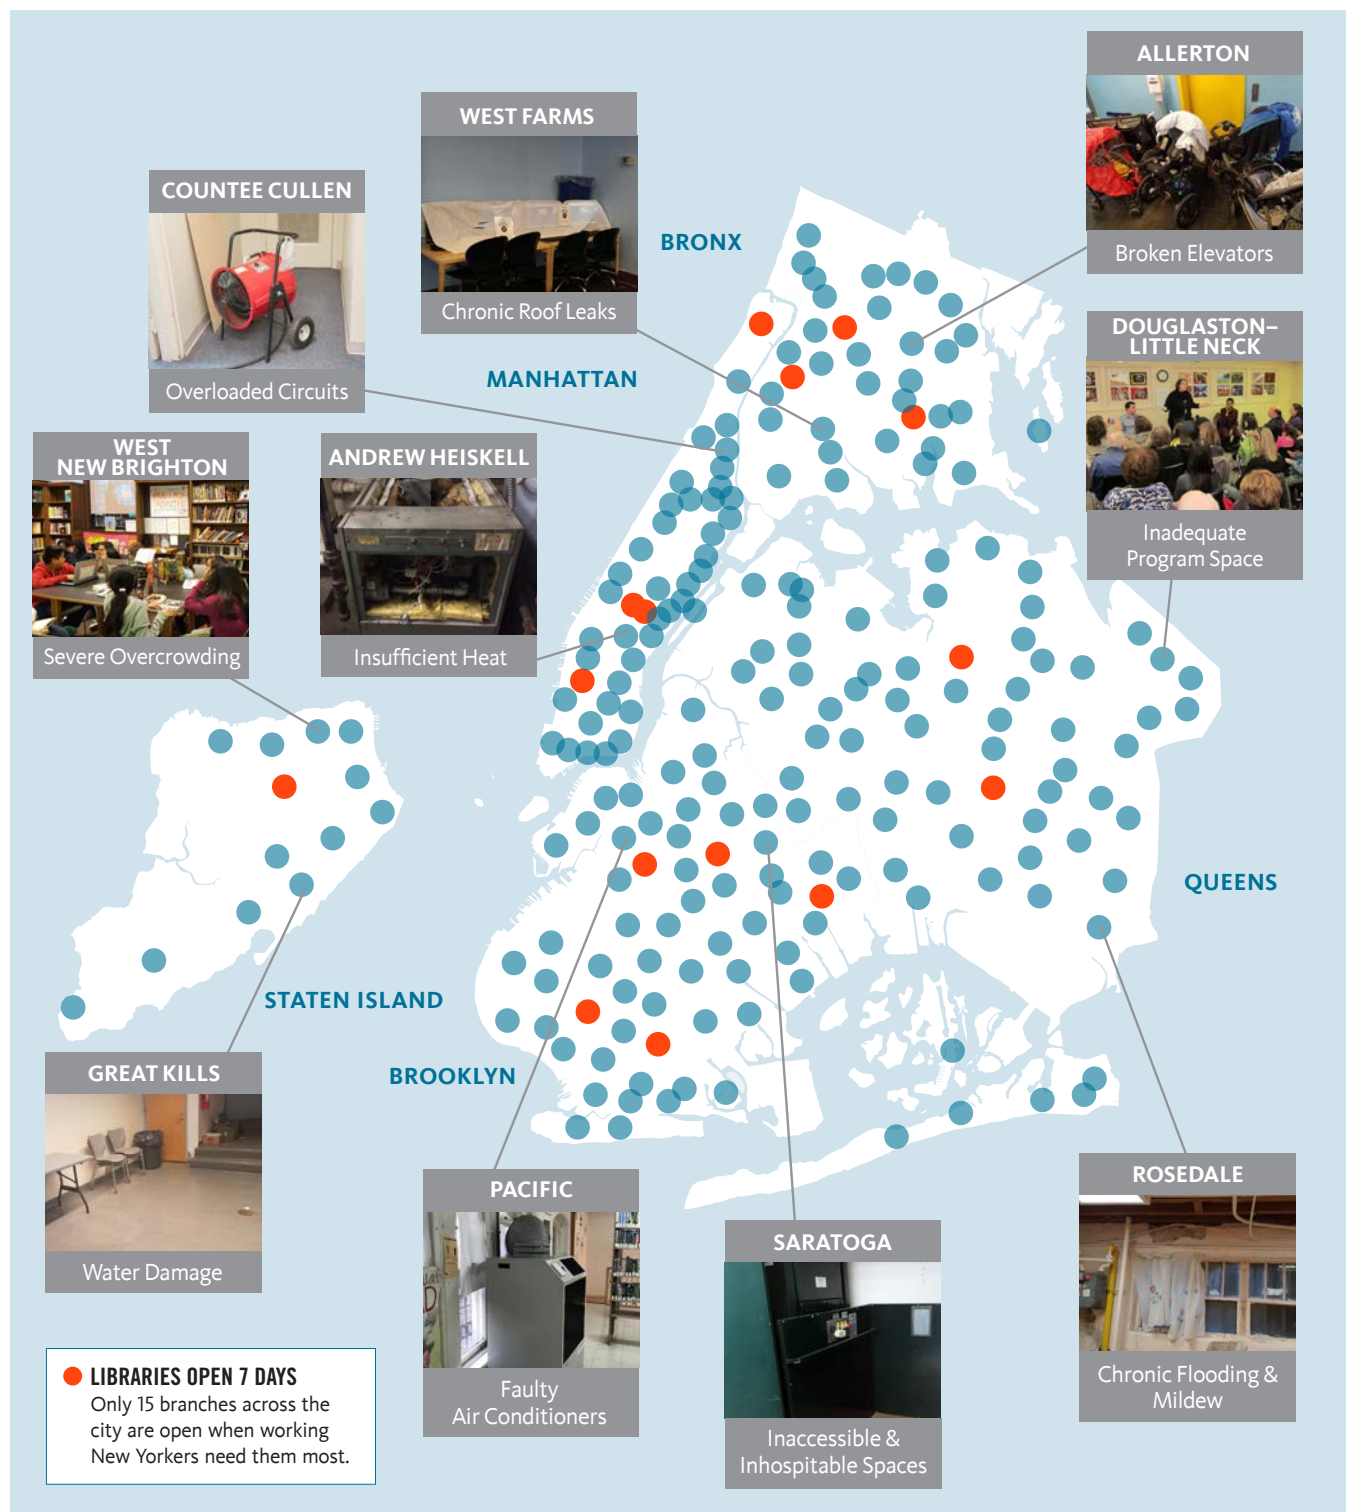 ALLERTON
Broken Elevators
WEST FARMS
Chronic Roof Leaks
COUNTEE CULLEN
Overloaded Circuits
BRONX
MANHATTAN
DOUGLASTON–
LITTLE NECK
Inadequate
Program Space
WEST
NEW BRIGHTON
Severe Overcrowding
ANDREW HEISKELL
Insufficient Heat
QUEENS
STATEN ISLAND
BROOKLYN
GREAT KILLS
Water Damage
PACIFIC
Faulty
Air Conditioners
SARATOGA
Inaccessible &
Inhospitable Spaces
ROSEDALE
Chronic Flooding &
Mildew
LIBRARIES OPEN 7 DAYS
Only 15 branches across the
city are open when working
New Yorkers need them most.